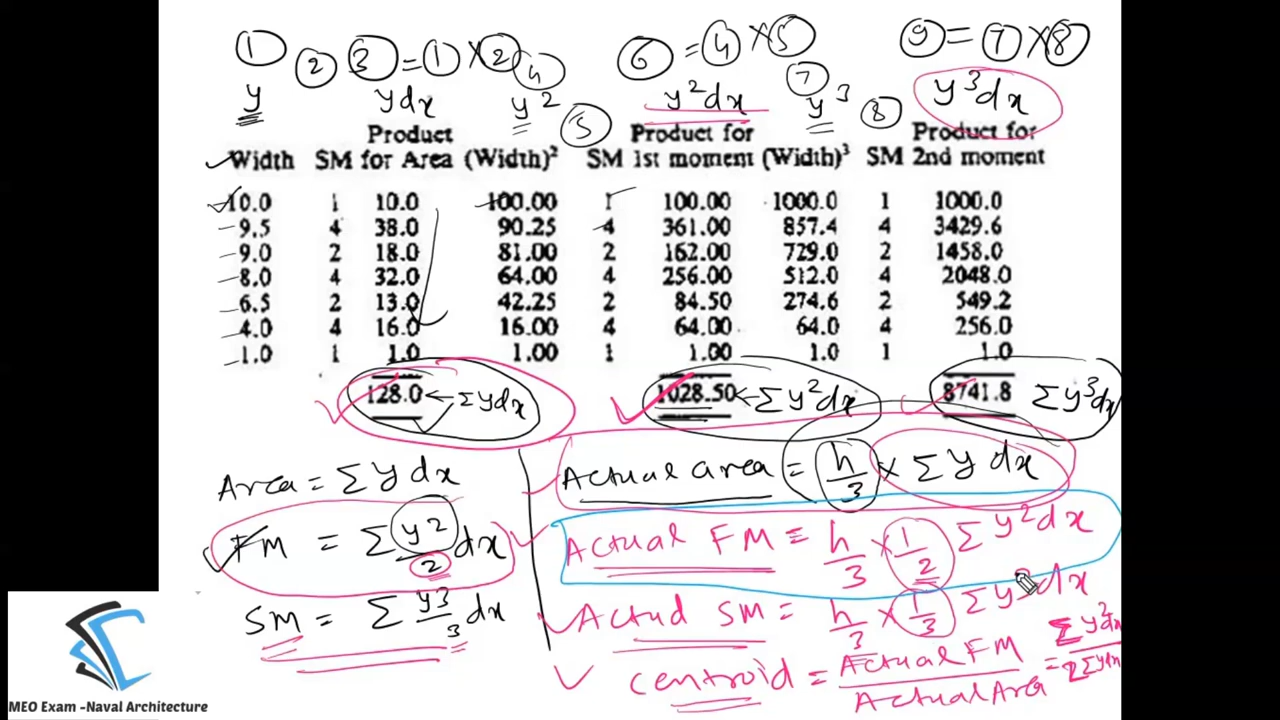 ① ② ③ = ① × ② ④ ⑥ = ④ × ⑤ ⑦ ⑨ = ⑦ × ⑧
y ydx y² ⑤ y²dx y³ ⑧ y³dx
Product Product for Product for
Width SM for Area (Width)² SM 1st moment (Width)³ SM 2nd moment
10.0 1 10.0 100.00 1 100.00 1000.0 1 1000.0
9.5 4 38.0 90.25 4 361.00 857.4 4 3429.6
9.0 2 18.0 81.00 2 162.00 729.0 2 1458.0
8.0 4 32.0 64.00 4 256.00 512.0 4 2048.0
6.5 2 13.0 42.25 2 84.50 274.6 2 549.2
4.0 4 16.0 16.00 4 64.00 64.0 4 256.0
1.0 1 1.0 1.00 1 1.00 1.0 1 1.0
128.0 ← Σydx 1028.50 ← Σy²dx 8741.8 Σy³dx
Area = Σ y dx
FM = Σ y2/2 dx
SM = Σ y3/3 dx
Actual area = h/3 × Σ y dx
Actual FM = h/3 × 1/2 Σ y²dx
Actual SM = h/3 × 1/3 Σ y³dx
centroid = Actual FM / Actual Area = Σy²dx / 2Σydx
MEO Exam -Naval Architecture